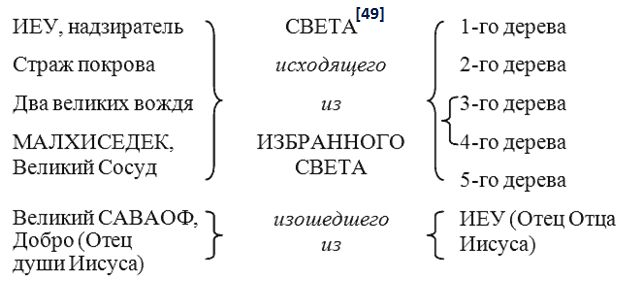 ИЕУ, надзиратель СВЕТА[49] 1-го дерева
Страж покрова исходящего 2-го дерева
Два великих вождя из 3-го дерева
МАЛХИСЕДЕК, ИЗБРАННОГО 4-го дерева
Великий Сосуд СВЕТА 5-го дерева
Великий САВАОФ, изошедшего ИЕУ (Отец Отца
Добро (Отец из Иисуса)
души Иисуса)